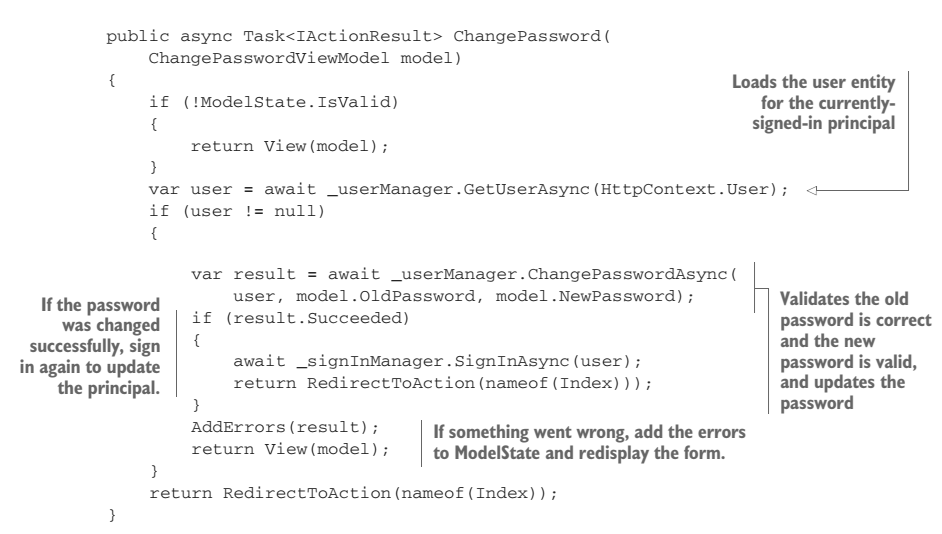 public async Task<IActionResult> ChangePassword(
ChangePasswordViewModel model)
{
if (!ModelState.IsValid)
{
return View(model);
}
Loads the user entity
for the currently-
signed-in principal
var user = await _userManager.GetUserAsync(HttpContext.User);
if (user != null)
{
var result = await _userManager.ChangePasswordAsync(
user, model.OldPassword, model.NewPassword);
Validates the old
password is correct
and the new
password is valid,
and updates the
password
if (result.Succeeded)
{
await _signInManager.SignInAsync(user);
return RedirectToAction(nameof(Index)));
}
If the password
was changed
successfully, sign
in again to update
the principal.
AddErrors(result);
return View(model);
If something went wrong, add the errors
to ModelState and redisplay the form.
}
return RedirectToAction(nameof(Index));
}